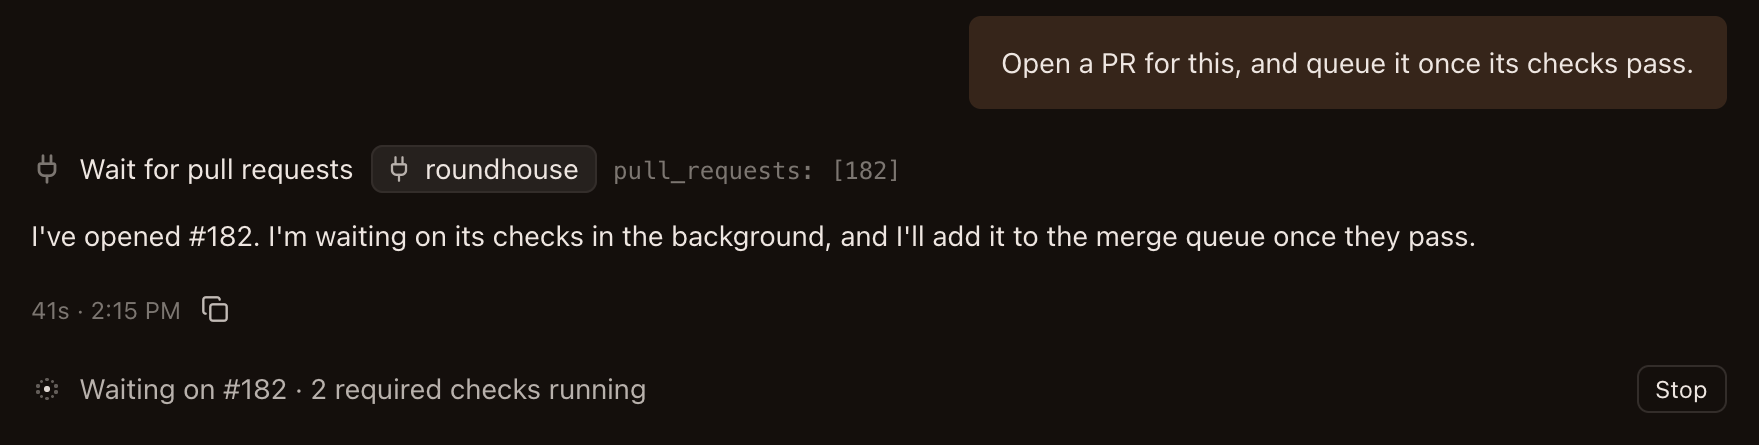 Open a PR for this, and queue it once its checks pass.
Wait for pull requests roundhouse pull_requests: [182]
I've opened #182. I'm waiting on its checks in the background, and I'll add it to the merge queue once they pass.
41s · 2:15 PM
Waiting on #182 · 2 required checks running Stop